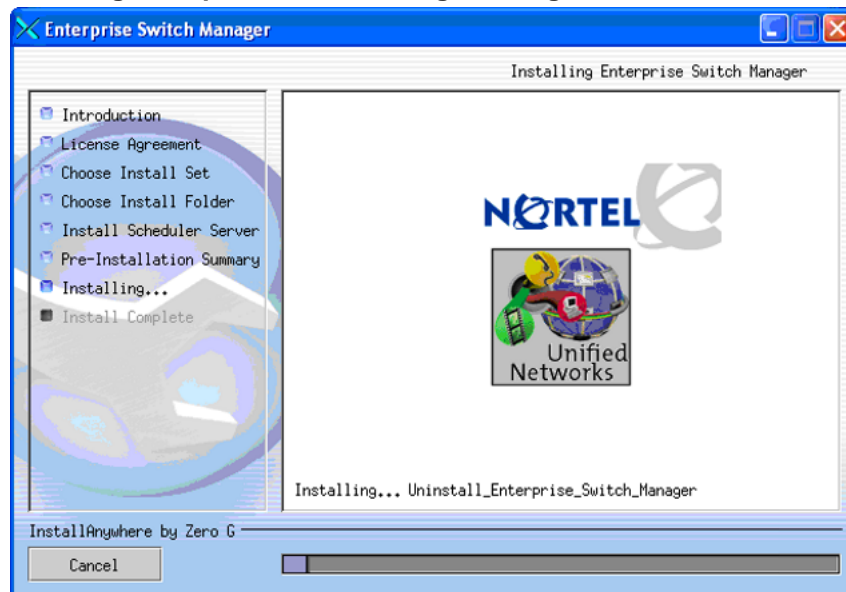 Enterprise Switch Manager
Installing Enterprise Switch Manager
Introduction
License Agreement
Choose Install Set
Choose Install Folder
Install Scheduler Server
Pre-Installation Summary
Installing...
Install Complete
NORTEL
Unified
Networks
Installing... Uninstall_Enterprise_Switch_Manager
InstallAnywhere by Zero G
Cancel